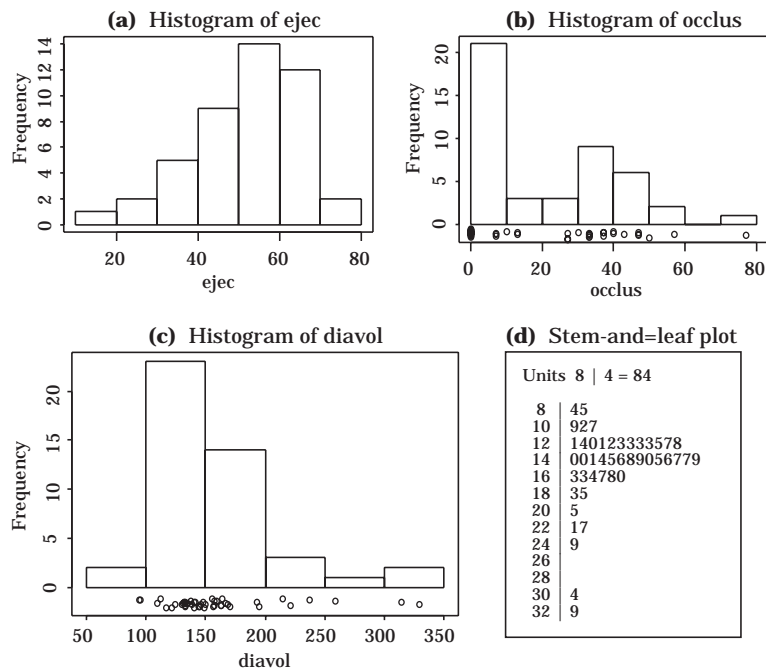 (a) Histogram of ejec
Frequency
0 2 4 6 8 10 12 14
20 40 60 80
ejec
(b) Histogram of occlus
Frequency
0 5 10 15 20
0 20 40 60 80
occlus
(c) Histogram of diavol
Frequency
0 5 10 15 20
50 100 150 200 250 300 350
diavol
(d) Stem-and=leaf plot
Units 8 | 4 = 84
8 | 45
10 | 927
12 | 140123333578
14 | 00145689056779
16 | 334780
18 | 35
20 | 5
22 | 17
24 | 9
26 |
28 |
30 | 4
32 | 9